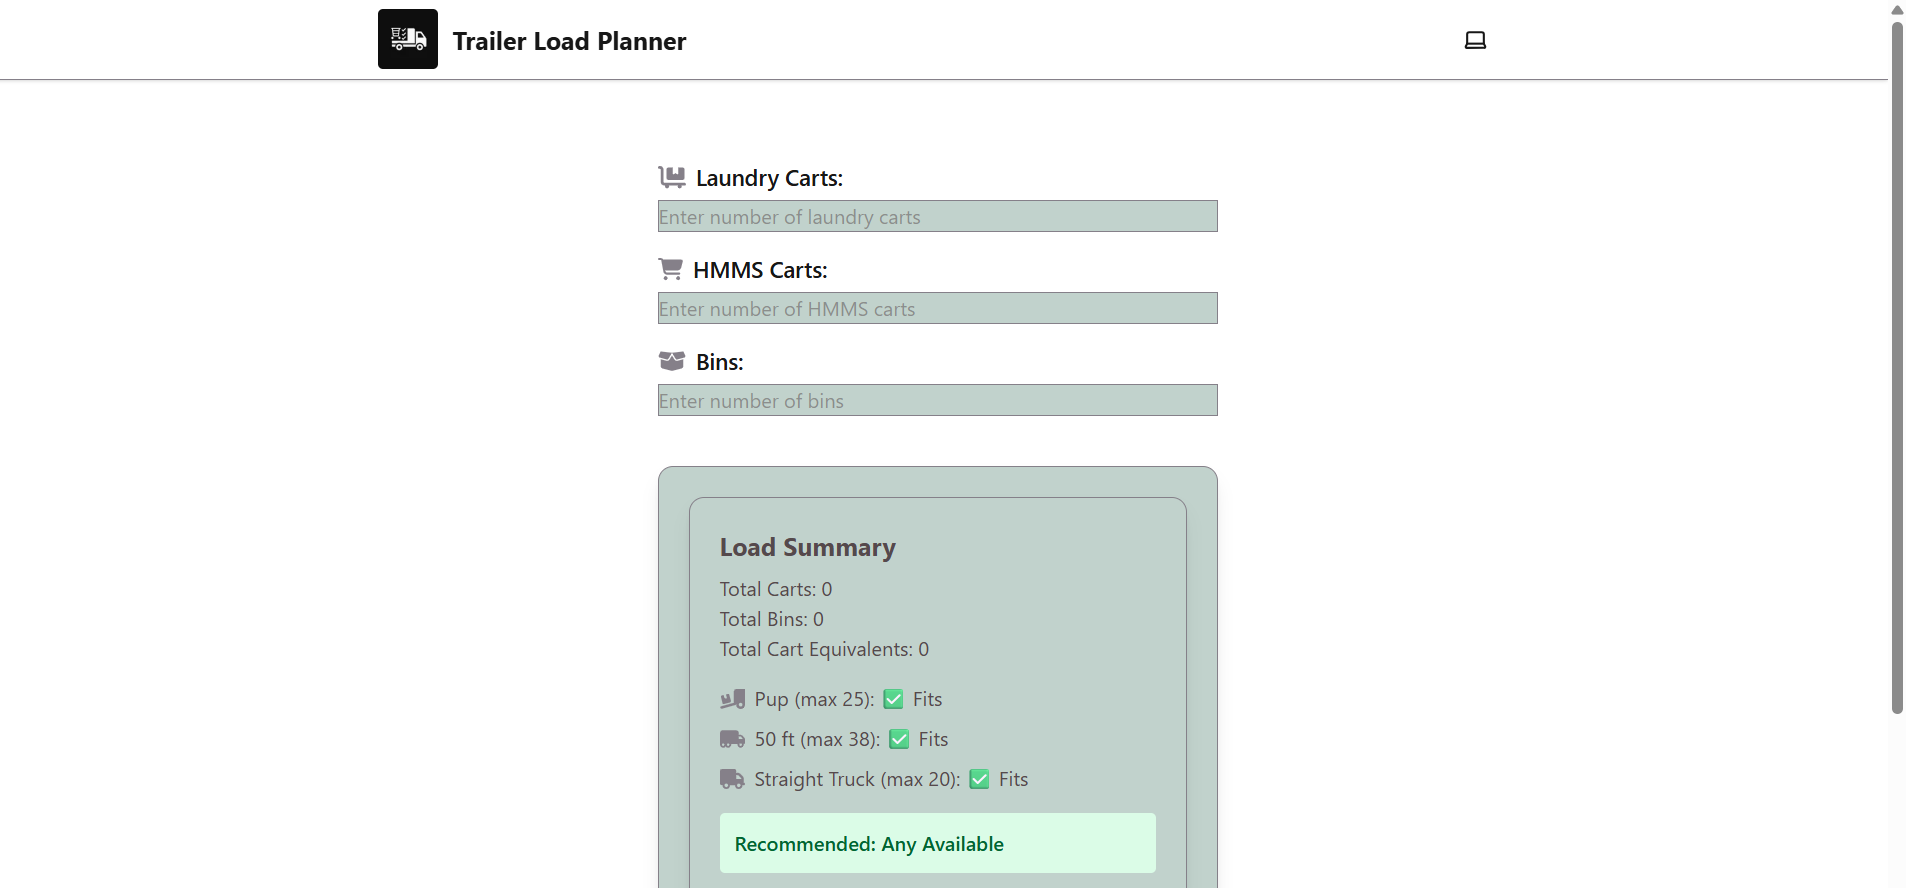 Trailer Load Planner
Laundry Carts:
Enter number of laundry carts
HMMS Carts:
Enter number of HMMS carts
Bins:
Enter number of bins
Load Summary
Total Carts: 0
Total Bins: 0
Total Cart Equivalents: 0
Pup (max 25): ✅ Fits
50 ft (max 38): ✅ Fits
Straight Truck (max 20): ✅ Fits
Recommended: Any Available